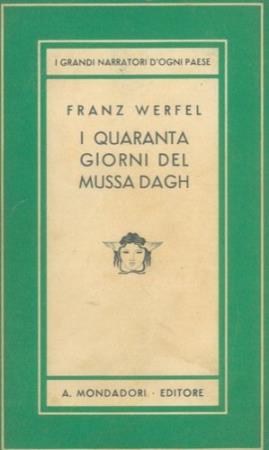 I GRANDI NARRATORI D'OGNI PAESE
FRANZ WERFEL
I QUARANTA
GIORNI DEL
MUSSA DAGH
A. MONDADORI · EDITORE